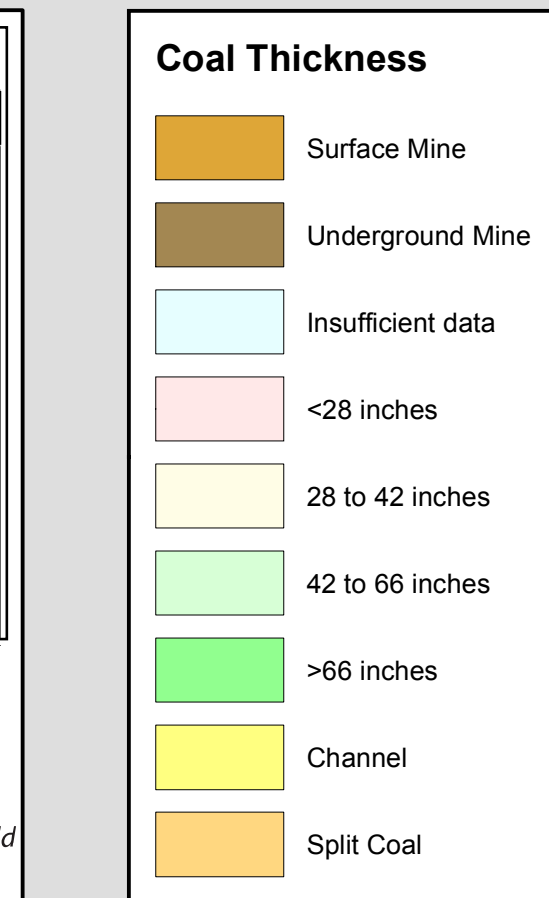 Coal Thickness
Surface Mine
Underground Mine
Insufficient data
<28 inches
28 to 42 inches
42 to 66 inches
>66 inches
Channel
Split Coal